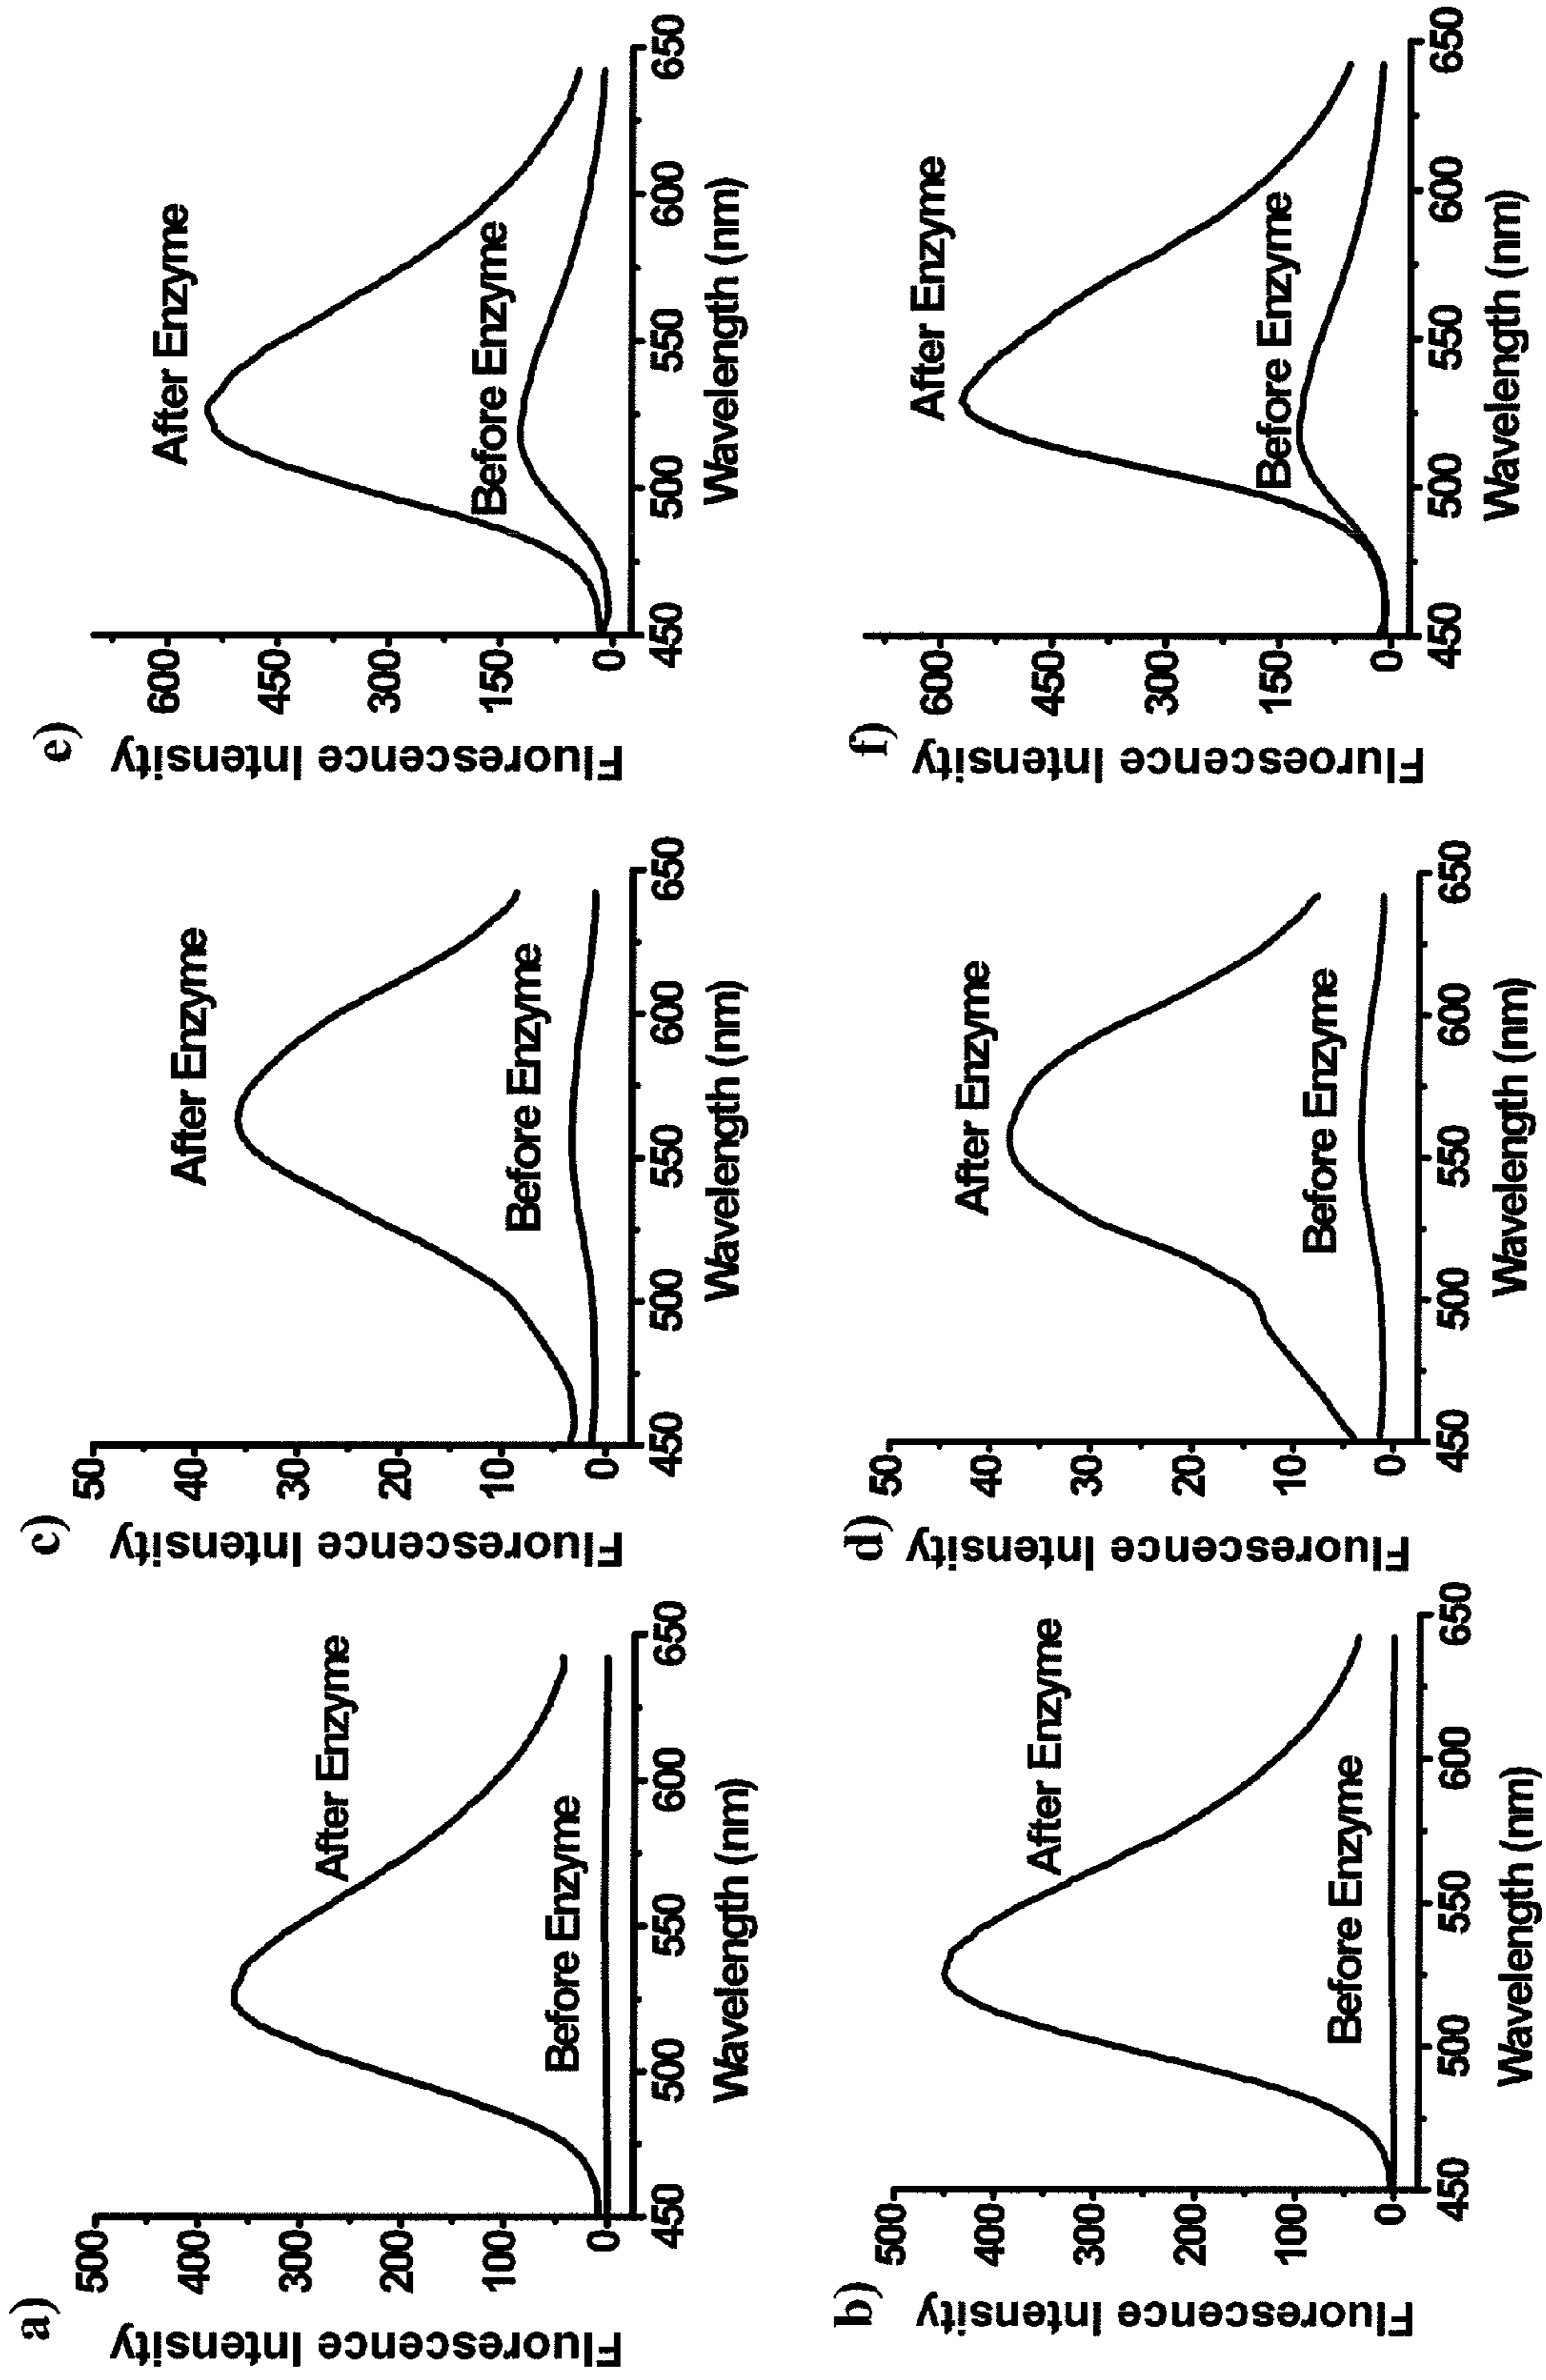 a)
Fluorescence Intensity
500
400
300
200
100
0
After Enzyme
Before Enzyme
450
500
550
600
650
Wavelength (nm)
c)
Fluorescence Intensity
50
40
30
20
10
0
After Enzyme
Before Enzyme
450
500
550
600
650
Wavelength (nm)
e)
Fluorescence Intensity
600
450
300
150
0
After Enzyme
Before Enzyme
450
500
550
600
650
Wavelength (nm)
b)
Fluorescence Intensity
500
400
300
200
100
0
After Enzyme
Before Enzyme
450
500
550
600
650
Wavelength (nm)
d)
Fluorescence Intensity
50
40
30
20
10
0
After Enzyme
Before Enzyme
450
500
550
600
650
Wavelength (nm)
f)
Fluroescence Intensity
600
450
300
150
0
After Enzyme
Before Enzyme
450
500
550
600
650
Wavelength (nm)